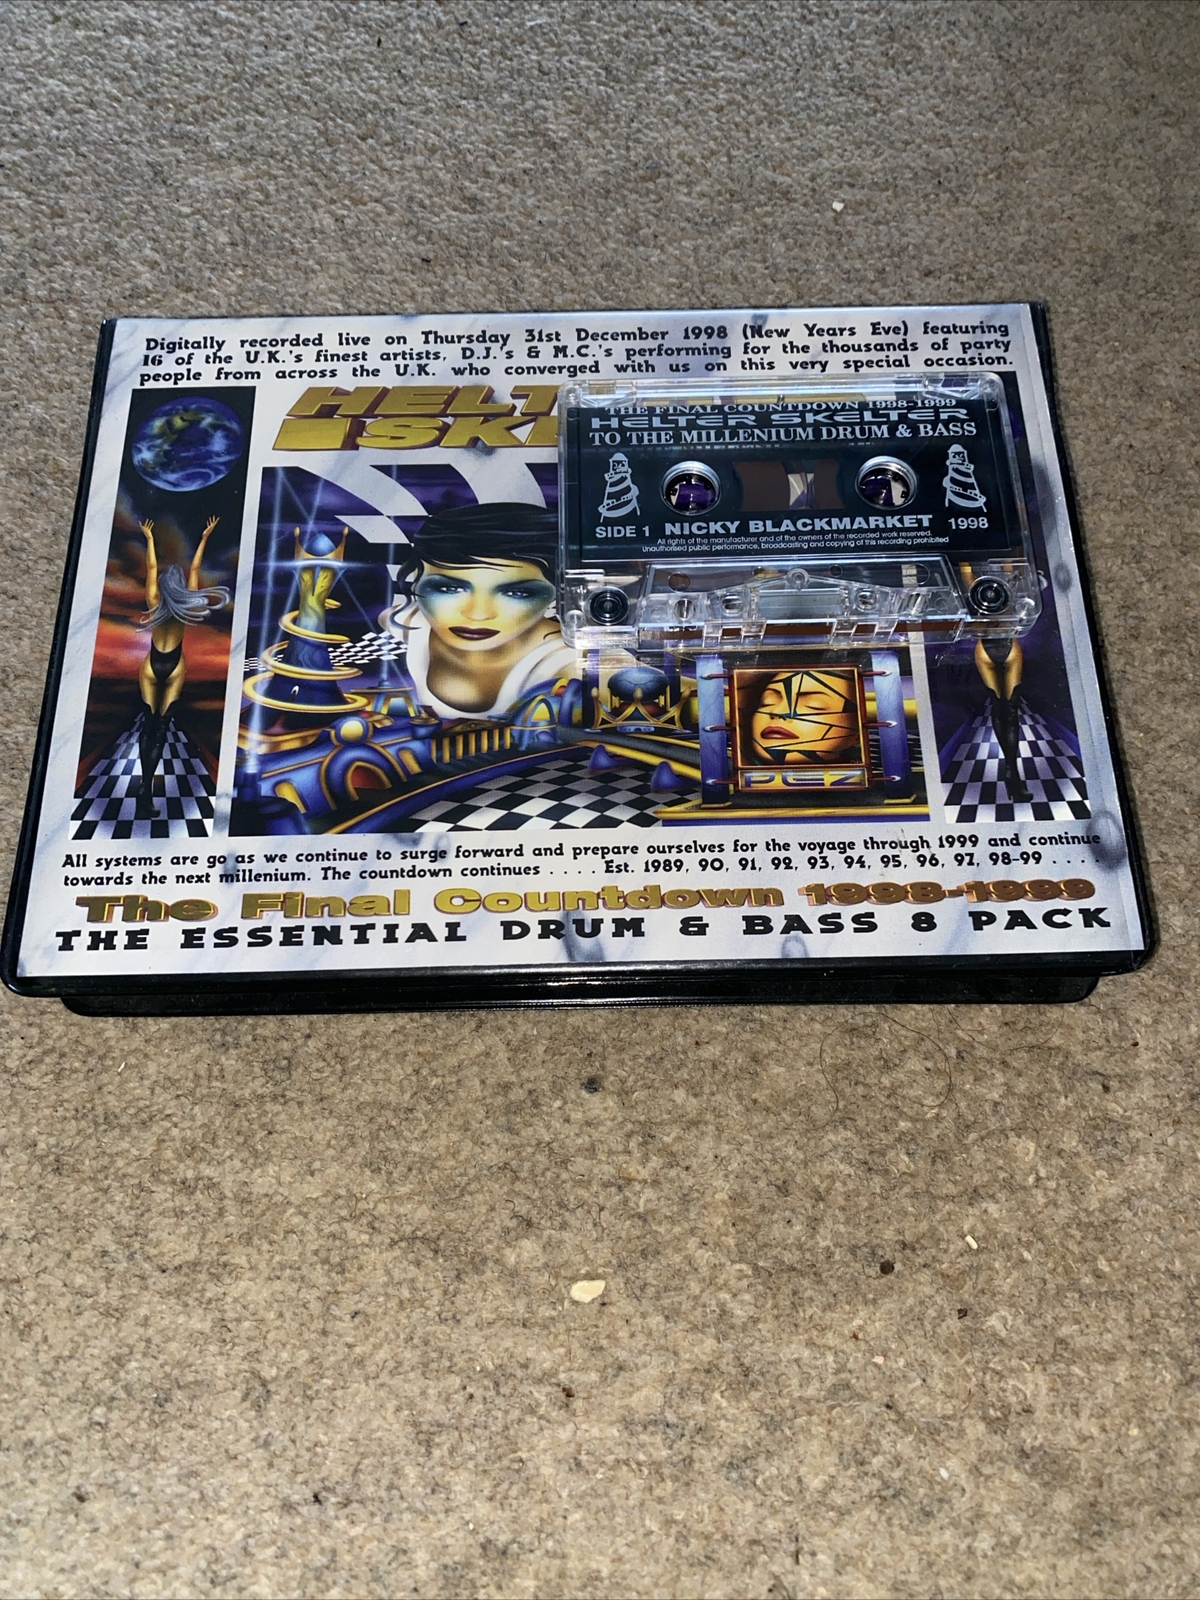 Digitally recorded live on Thursday 31st December 1998 (New Years Eve) featuring
16 of the U.K.'s finest artists, D.J.'s & M.C.'s performing for the thousands of party
people from across the U.K. who converged with us on this very special occasion.
HELT
SKE
THE FINAL COUNTDOWN 1998-1999
HELTER SKELTER
TO THE MILLENIUM DRUM & BASS
SIDE 1 NICKY BLACKMARKET 1998
All rights of the manufacturer and of the owners of the recorded work reserved.
Unauthorised public performance, broadcasting and copying of this recording prohibited
PEZ
All systems are go as we continue to surge forward and prepare ourselves for the voyage through 1999 and continue
towards the next millenium. The countdown continues . . . . Est. 1989, 90, 91, 92, 93, 94, 95, 96, 97, 98-99 . . . .
The Final Countdown 1998-1999
THE ESSENTIAL DRUM & BASS 8 PACK